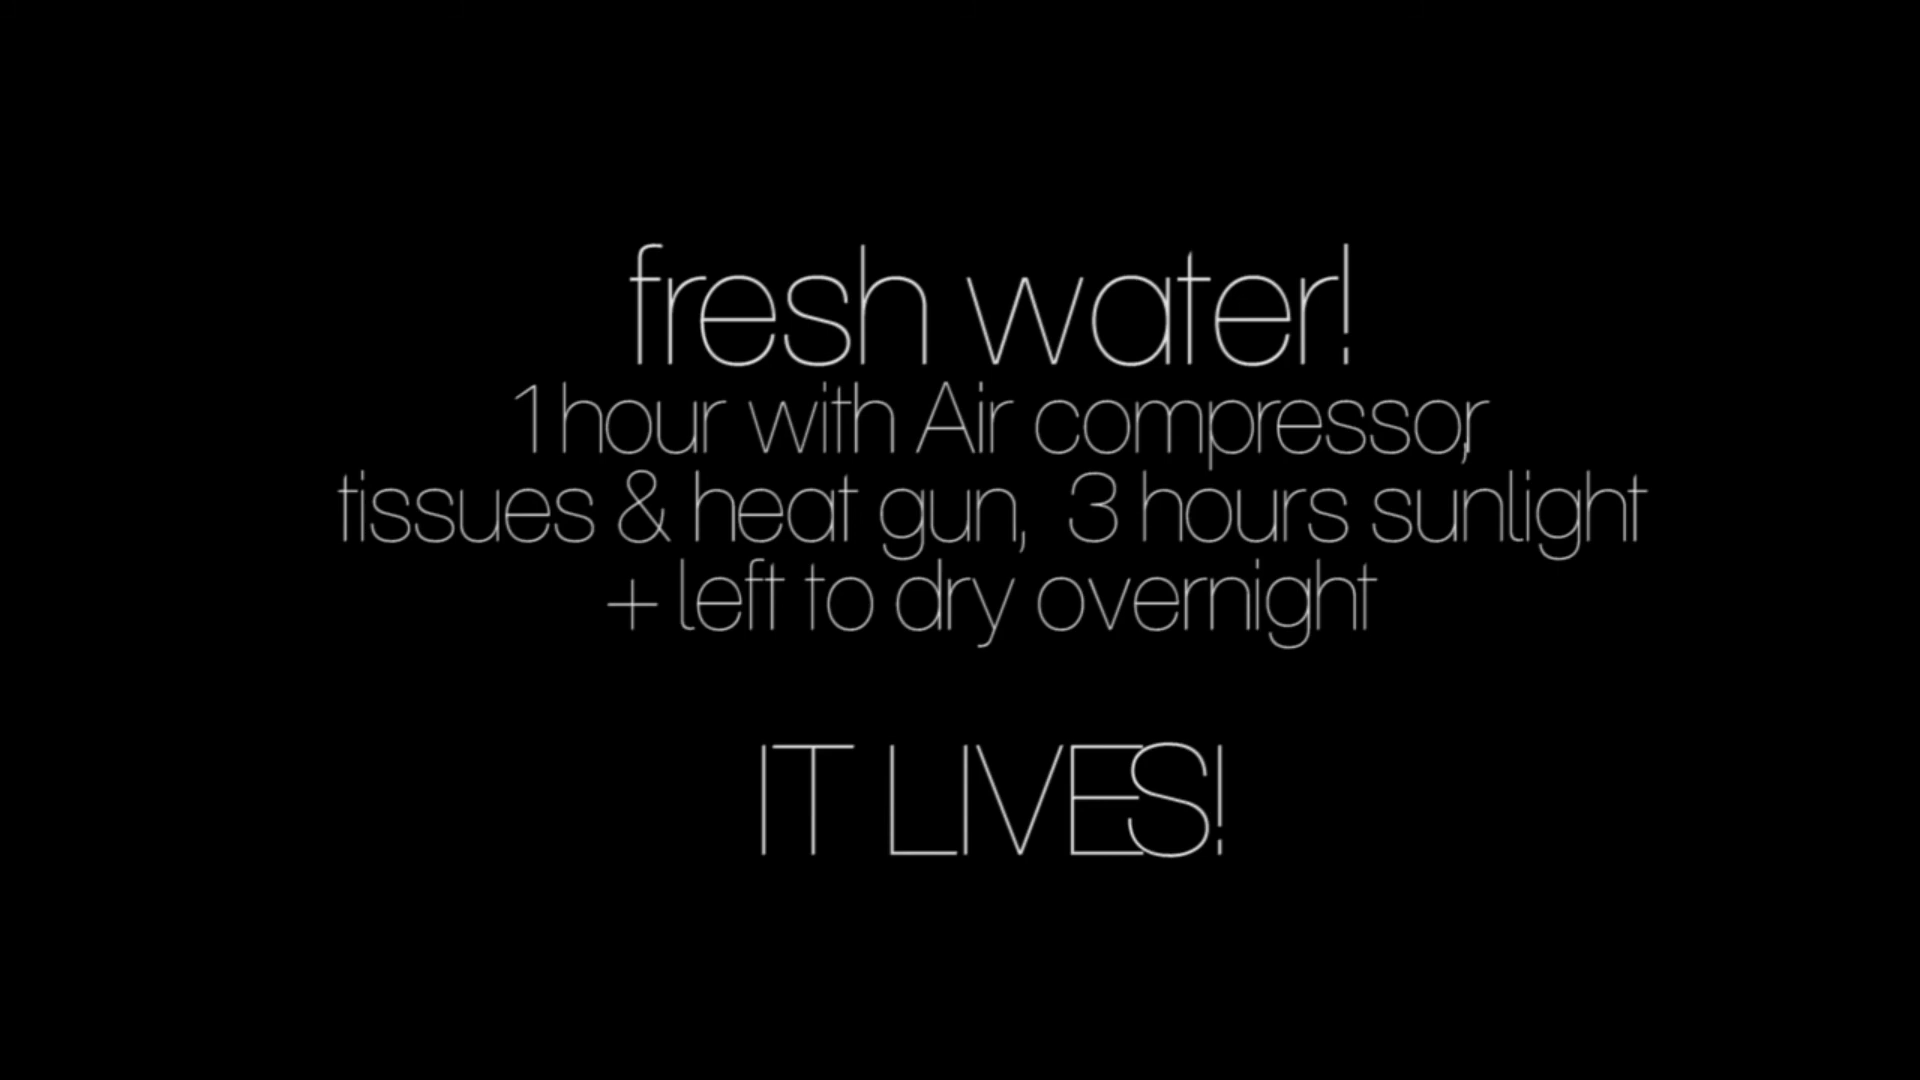 fresh water!
1 hour with Air compressor,
tissues & heat gun, 3 hours sunlight
+ left to dry overnight
IT LIVES!